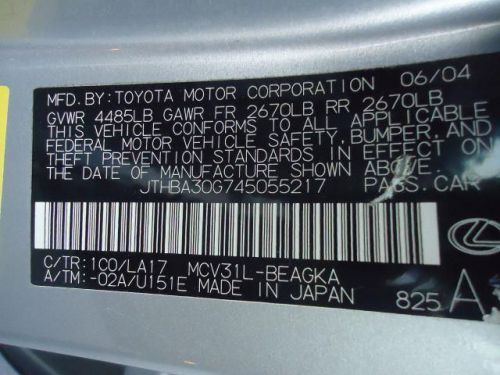 MFD. BY: TOYOTA MOTOR CORPORATION 06/04
GVWR 4485LB GAWR FR 2670LB RR 2670LB
THIS VEHICLE CONFORMS TO ALL APPLICABLE
FEDERAL MOTOR VEHICLE SAFETY, BUMPER, AND
THEFT PREVENTION STANDARDS IN EFFECT ON
THE DATE OF MANUFACTURE SHOWN ABOVE.
JTHBA30G745055217 PASS. CAR
C/TR: 1C0/LA17 MCV31L-BEAGKA
A/TM: -02A/U151E MADE IN JAPAN 825 A